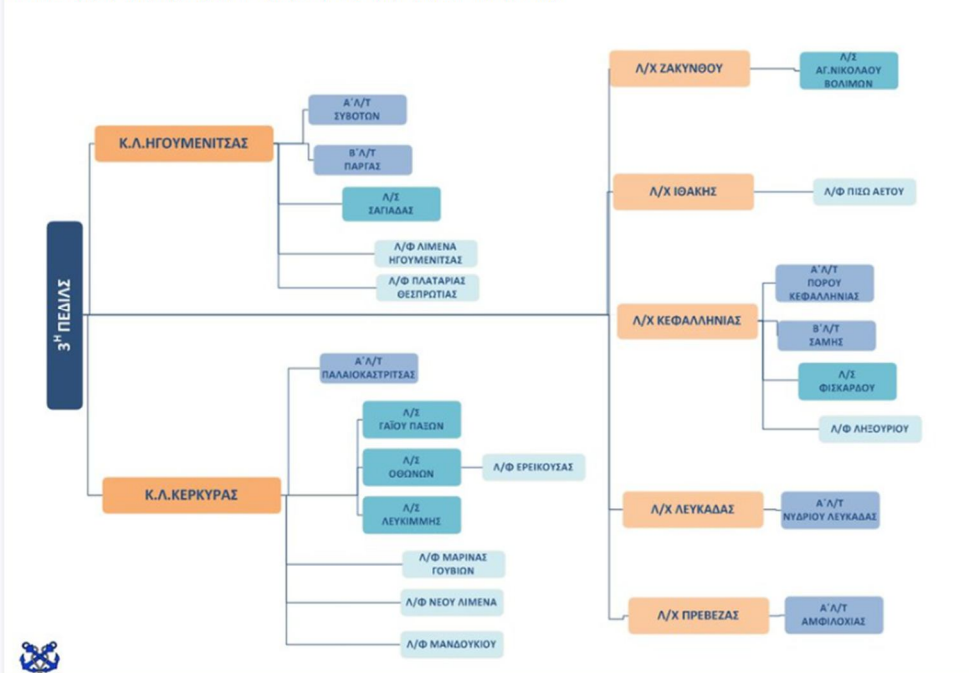 3Η ΠΕΔΙΛΣ
Κ.Λ.ΗΓΟΥΜΕΝΙΤΣΑΣ
Α΄Λ/Τ
ΣΥΒΟΤΩΝ
Β΄Λ/Τ
ΠΑΡΓΑΣ
Λ/Σ
ΣΑΓΙΑΔΑΣ
Λ/Φ ΛΙΜΕΝΑ
ΗΓΟΥΜΕΝΙΤΣΑΣ
Λ/Φ ΠΛΑΤΑΡΙΑΣ
ΘΕΣΠΡΩΤΙΑΣ
Κ.Λ.ΚΕΡΚΥΡΑΣ
Α΄Λ/Τ
ΠΑΛΑΙΟΚΑΣΤΡΙΤΣΑΣ
Λ/Σ
ΓΑΪΟΥ ΠΑΞΩΝ
Λ/Σ
ΟΘΩΝΩΝ
Λ/Φ ΕΡΕΙΚΟΥΣΑΣ
Λ/Σ
ΛΕΥΚΙΜΜΗΣ
Λ/Φ ΜΑΡΙΝΑΣ
ΓΟΥΒΙΩΝ
Λ/Φ ΝΕΟΥ ΛΙΜΕΝΑ
Λ/Φ ΜΑΝΔΟΥΚΙΟΥ
Λ/Χ ΖΑΚΥΝΘΟΥ
Λ/Σ
ΑΓ.ΝΙΚΟΛΑΟΥ
ΒΟΛΙΜΩΝ
Λ/Χ ΙΘΑΚΗΣ
Λ/Φ ΠΙΣΩ ΑΕΤΟΥ
Λ/Χ ΚΕΦΑΛΛΗΝΙΑΣ
Α΄Λ/Τ
ΠΟΡΟΥ
ΚΕΦΑΛΛΗΝΙΑΣ
Β΄Λ/Τ
ΣΑΜΗΣ
Λ/Σ
ΦΙΣΚΑΡΔΟΥ
Λ/Φ ΛΗΞΟΥΡΙΟΥ
Λ/Χ ΛΕΥΚΑΔΑΣ
Α΄Λ/Τ
ΝΥΔΡΙΟΥ ΛΕΥΚΑΔΑΣ
Λ/Χ ΠΡΕΒΕΖΑΣ
Α΄Λ/Τ
ΑΜΦΙΛΟΧΙΑΣ